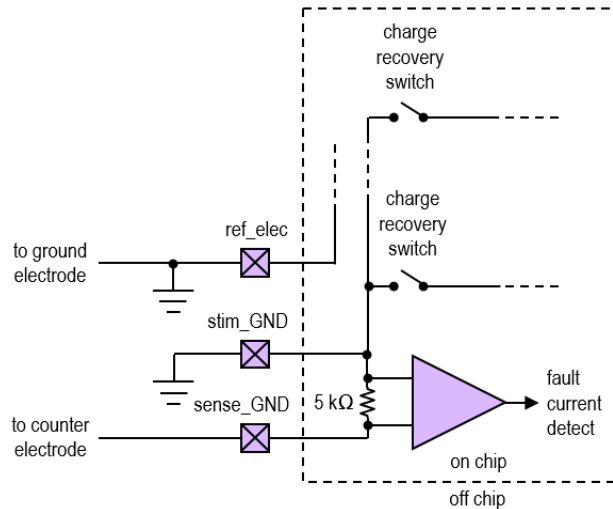 charge
recovery
switch
charge
recovery
switch
ref_elec
to ground
electrode
stim_GND
sense_GND
5 kΩ
fault
current
detect
to counter
electrode
on chip
off chip